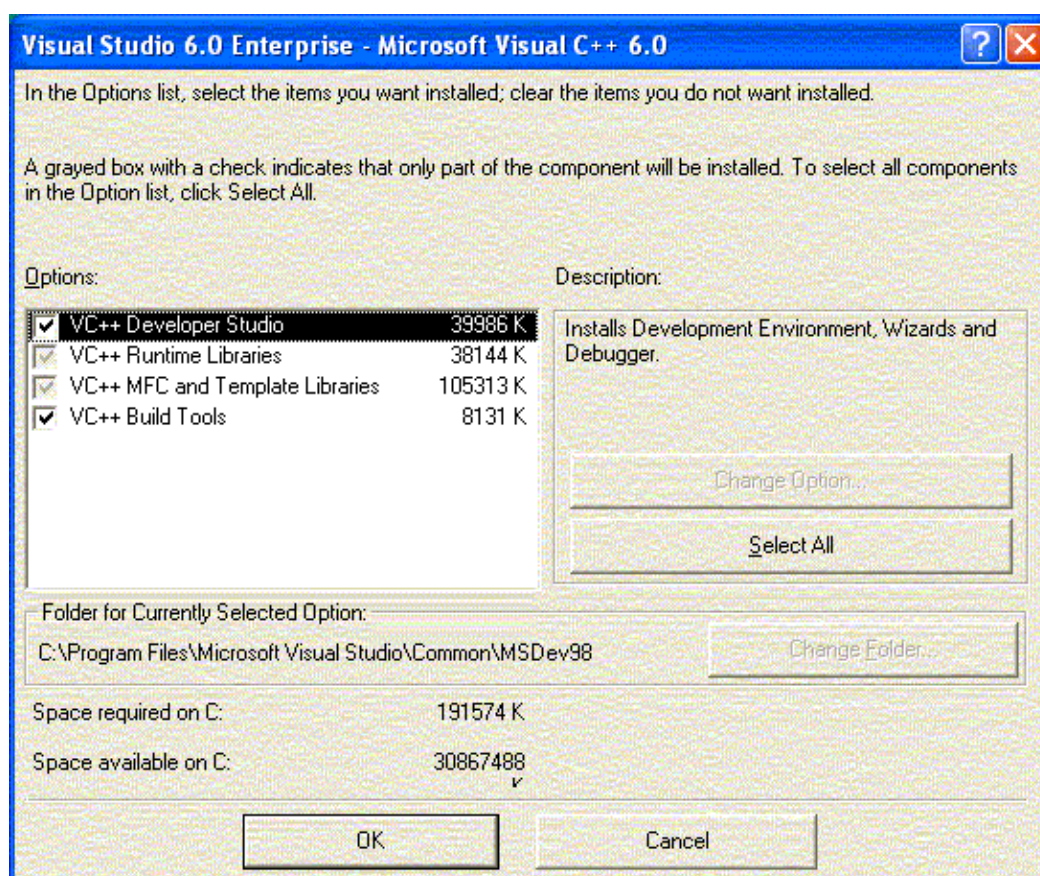 Visual Studio 6.0 Enterprise - Microsoft Visual C++ 6.0
In the Options list, select the items you want installed; clear the items you do not want installed.
A grayed box with a check indicates that only part of the component will be installed. To select all components
in the Option list, click Select All.
Options:
Description:
VC++ Developer Studio 39986 K
VC++ Runtime Libraries 38144 K
VC++ MFC and Template Libraries 105313 K
VC++ Build Tools 8131 K
Installs Development Environment, Wizards and
Debugger.
Change Option...
Select All
Folder for Currently Selected Option:
C:\Program Files\Microsoft Visual Studio\Common\MSDev98
Change Folder...
Space required on C: 191574 K
Space available on C: 30867488
K
OK
Cancel